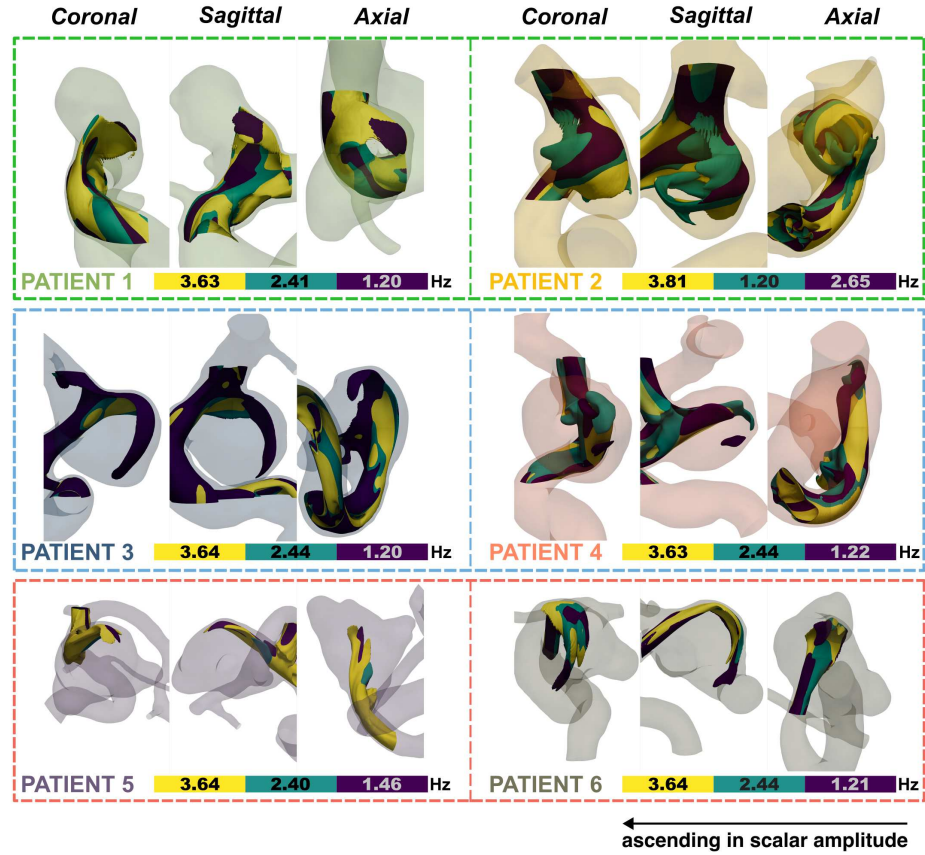 Coronal Sagittal Axial Coronal Sagittal Axial
PATIENT 1 3.63 2.41 1.20 Hz PATIENT 2 3.81 1.20 2.65 Hz
PATIENT 3 3.64 2.44 1.20 Hz PATIENT 4 3.63 2.44 1.22 Hz
PATIENT 5 3.64 2.40 1.46 Hz PATIENT 6 3.64 2.44 1.21 Hz
ascending in scalar amplitude